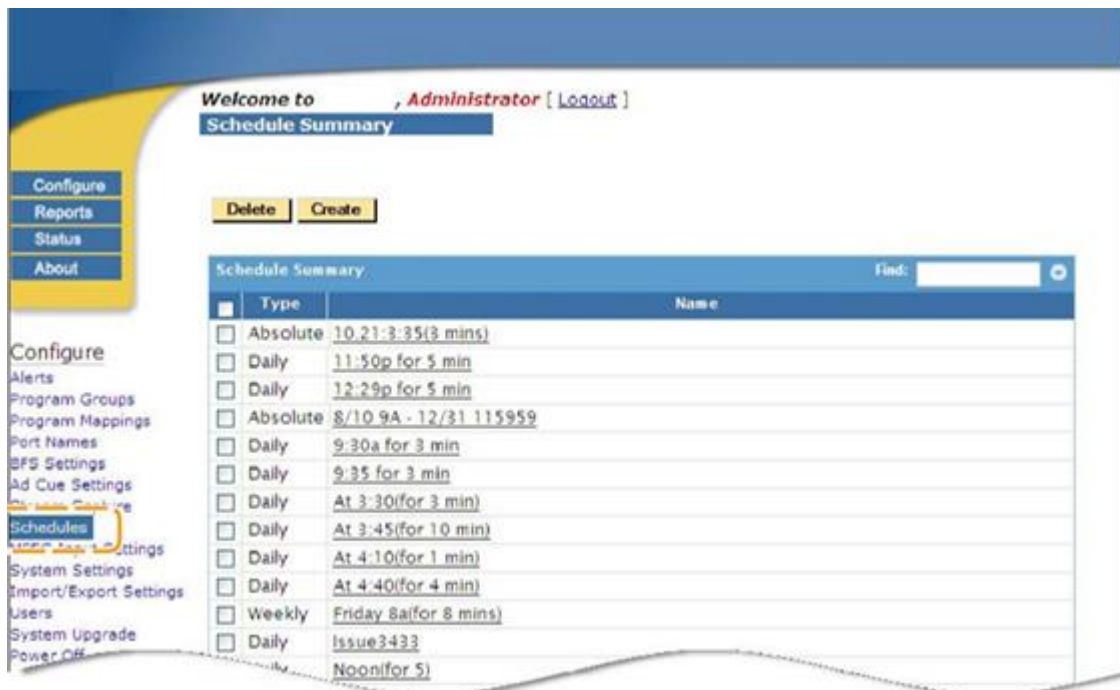 Welcome to , Administrator [ Logout ]
Schedule Summary
Configure
Reports
Status
About
Delete Create
Schedule Summary Find:
Type Name
Absolute 10.21:3:35(3 mins)
Daily 11:50p for 5 min
Daily 12:29p for 5 min
Absolute 8/10 9A - 12/31 115959
Daily 9:30a for 3 min
Daily 9:35 for 3 min
Daily At 3:30(for 3 min)
Daily At 3:45(for 10 min)
Daily At 4:10(for 1 min)
Daily At 4:40(for 4 min)
Weekly Friday 8a(for 8 mins)
Daily Issue3433
Noon(for 5)
Configure
Alerts
Program Groups
Program Mappings
Port Names
BFS Settings
Ad Cue Settings
Schedules
System Settings
Import/Export Settings
Users
System Upgrade
Power Off